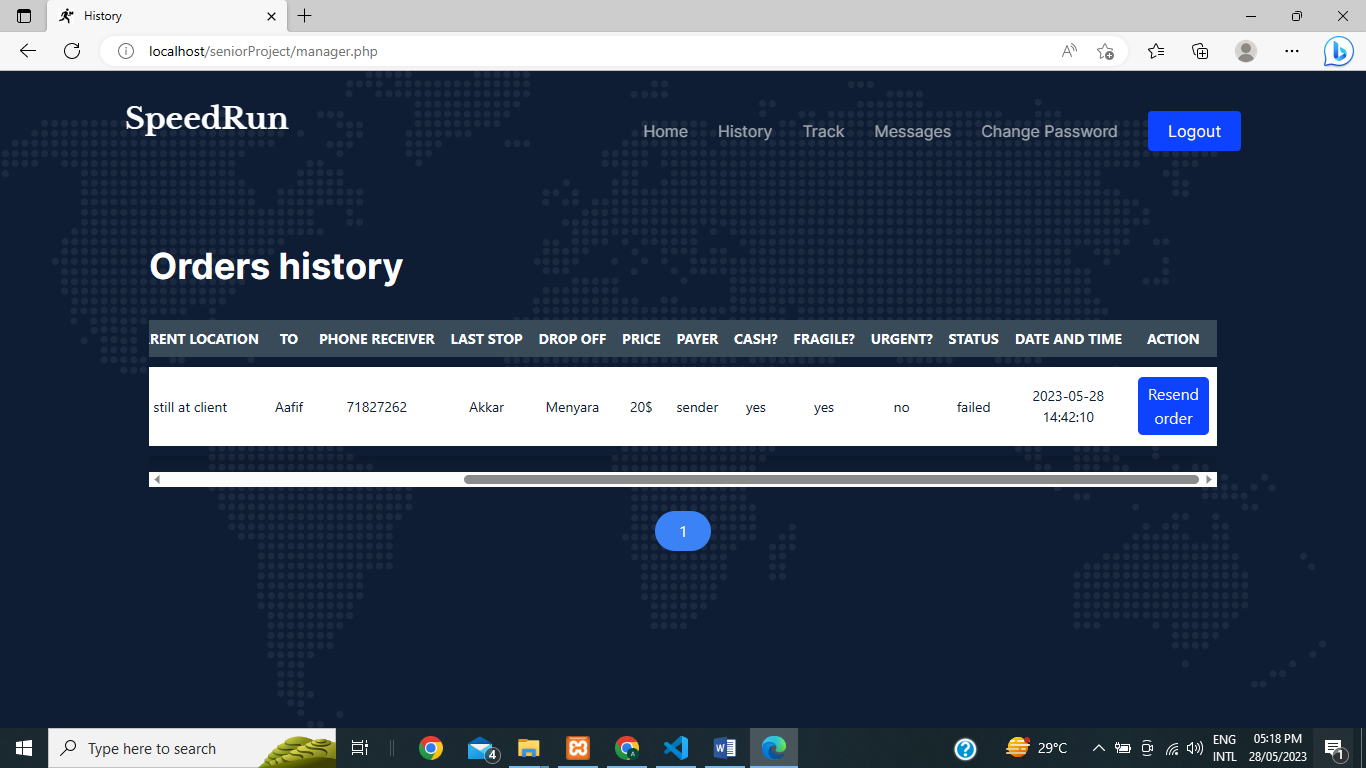 History
localhost/seniorProject/manager.php
SpeedRun
Home History Track Messages Change Password Logout
Orders history
RENT LOCATION TO PHONE RECEIVER LAST STOP DROP OFF PRICE PAYER CASH? FRAGILE? URGENT? STATUS DATE AND TIME ACTION
still at client Aafif 71827262 Akkar Menyara 20$ sender yes yes no failed 2023-05-28 14:42:10 Resend order
1
Type here to search
4
29°C
ENG
INTL
05:18 PM
28/05/2023
1